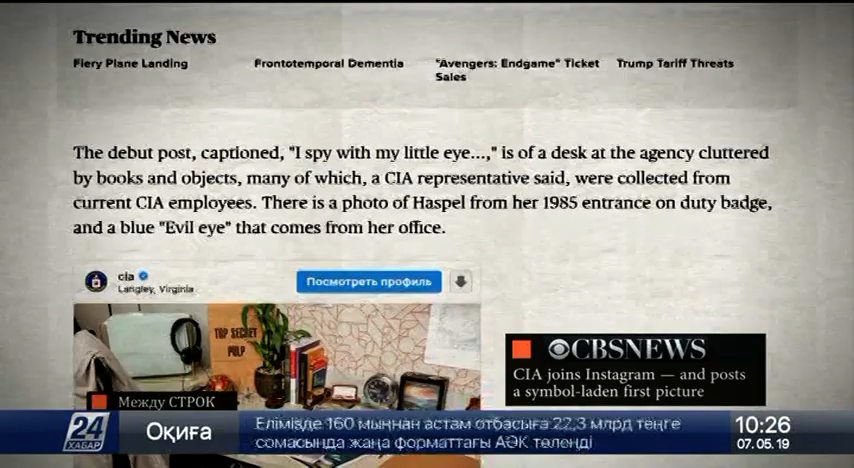 Trending News
Fiery Plane Landing
Frontotemporal Dementia
"Avengers: Endgame" Ticket
Sales
Trump Tariff Threats
The debut post, captioned, "I spy with my little eye...," is of a desk at the agency cluttered
by books and objects, many of which, a CIA representative said, were collected from
current CIA employees. There is a photo of Haspel from her 1985 entrance on duty badge,
and a blue "Evil eye" that comes from her office.
cia
Langley, Virginia
Посмотреть профиль
TOP SECRET
PULP
CBSNEWS
CIA joins Instagram — and posts
a symbol-laden first picture
Между СТРОК
24
ХАБАР
Оқиға
Елімізде 160 мыңнан астам отбасыға 22,3 млрд теңге
сомасында жаңа форматтағы АӘК төленді
10:26
07.05.19